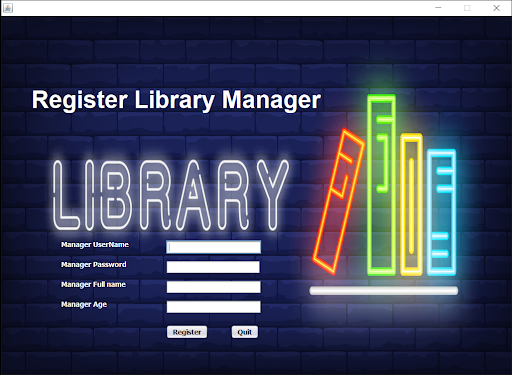 Register Library Manager
LIBRARY
Manager UserName
Manager Password
Manager Full name
Manager Age
Register Quit